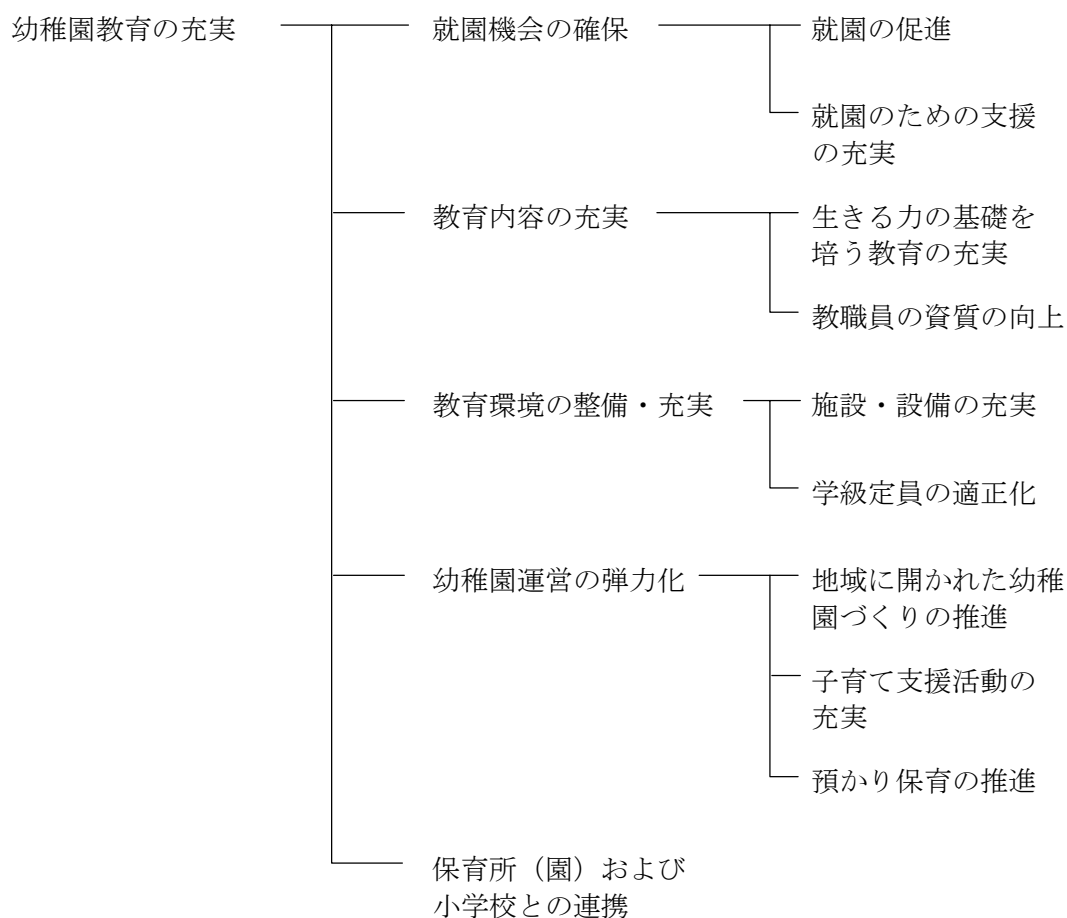 幼稚園教育の充実
就園機会の確保
就園の促進
就園のための支援
の充実
教育内容の充実
生きる力の基礎を
培う教育の充実
教職員の資質の向上
教育環境の整備・充実
施設・設備の充実
学級定員の適正化
幼稚園運営の弾力化
地域に開かれた幼稚
園づくりの推進
子育て支援活動の
充実
預かり保育の推進
保育所（園）および
小学校との連携